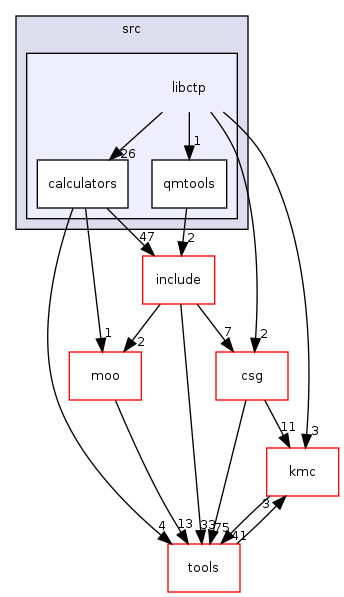 src
libctp
26
1
calculators
qmtools
47
2
include
1
2
7
2
moo
csg
11
3
kmc
4
13
33
75
3
41
tools